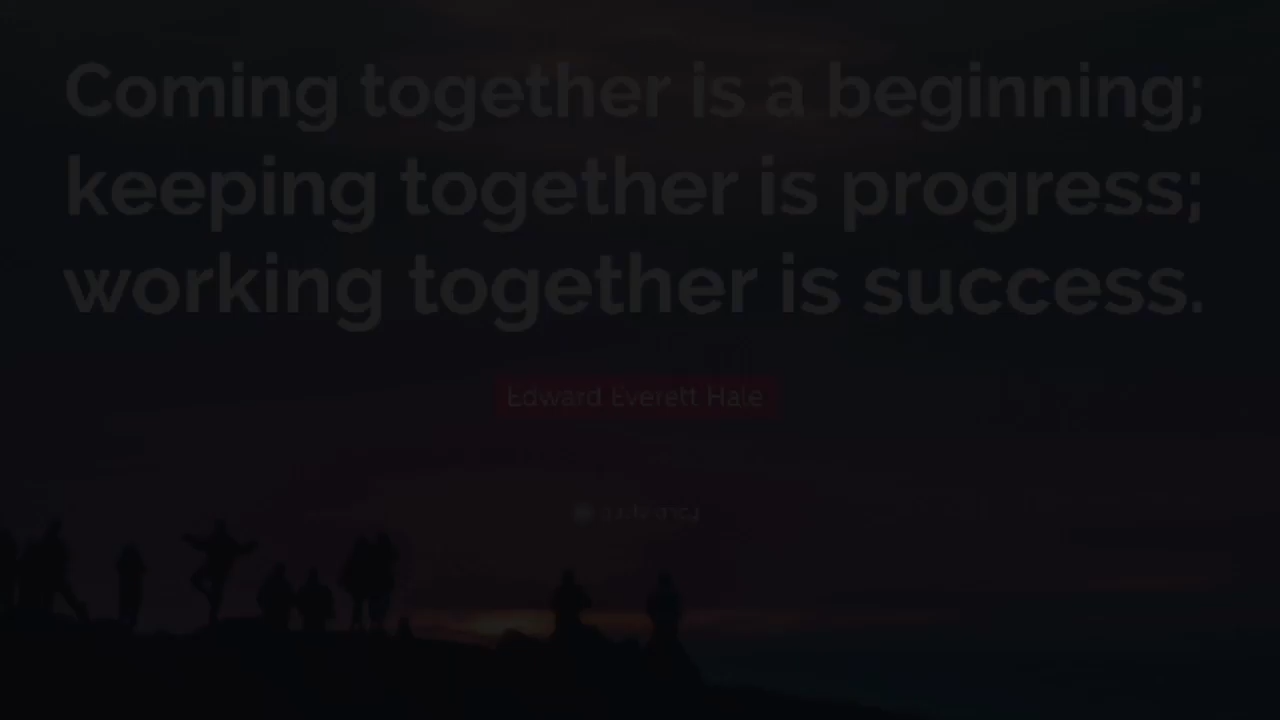 Coming together is a beginning;
keeping together is progress;
working together is success.
Edward Everett Hale